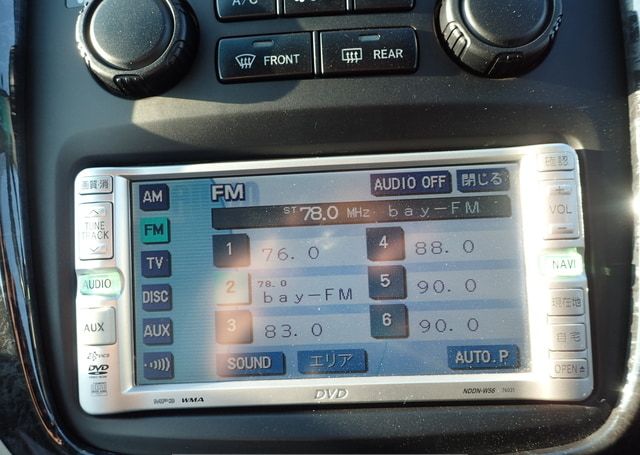 A/C
FRONT
REAR
画質・消
TUNE
TRACK
AUDIO
AUX
DVD
MP3 WMA
DVD
NDDN-W56
AM
FM
TV
DISC
AUX
FM
AUDIO OFF
閉じる
ST 78.0 MHz bay-FM
1 76.0
2 78.0 bay-FM
3 83.0
4 88.0
5 90.0
6 90.0
SOUND
エリア
AUTO.P
確認
VOL
NAVI
現在地
自宅
OPEN